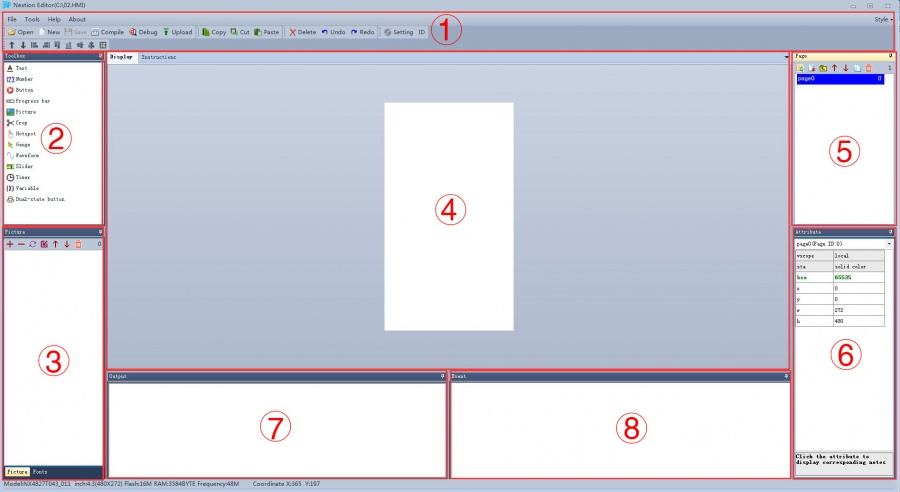 Nextion Editor(C:\02.HMI)
File Tools Help About Style
Open New Save Compile Debug Upload Copy Cut Paste Delete Undo Redo Setting ID
1
Toolbox
Text
Number
Button
Progress bar
Picture
Crop
Hotspot
Gauge
Waveform
Slider
Timer
Variable
Dual-state button
2
Picture
0
3
Picture Fonts
Display Instructions
4
Page
1
page0 0
5
Attribute
page0(Page ID:0)
vscope local
sta solid color
bco 65535
x 0
y 0
w 272
h 480
6
Click the attribute to
display corresponding notes
Output
7
Event
8
Model:NX4827T043_011 inch:4.3(480X272) Flash:16M RAM:3584BYTE Frequency:48M Coordinate X:365 Y:197